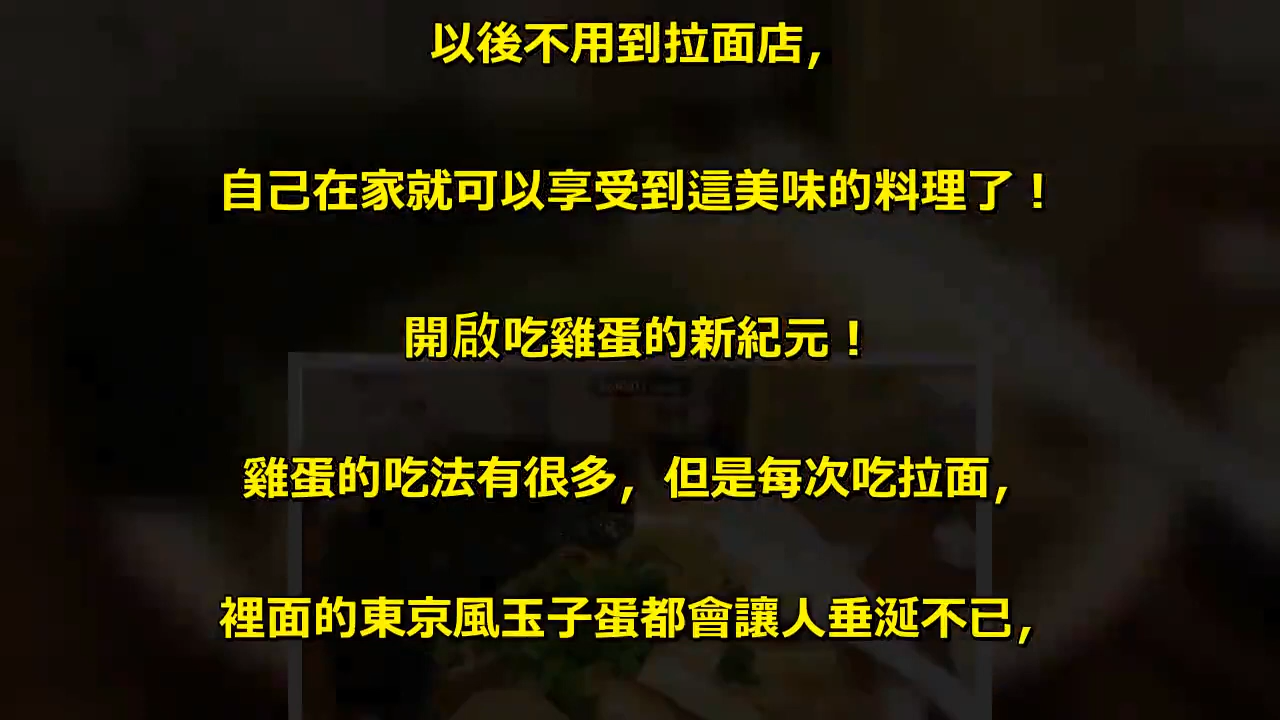 以後不用到拉面店，
自己在家就可以享受到這美味的料理了！
開啟吃雞蛋的新紀元！
雞蛋的吃法有很多，但是每次吃拉面，
裡面的東京風玉子蛋都會讓人垂涎不已，